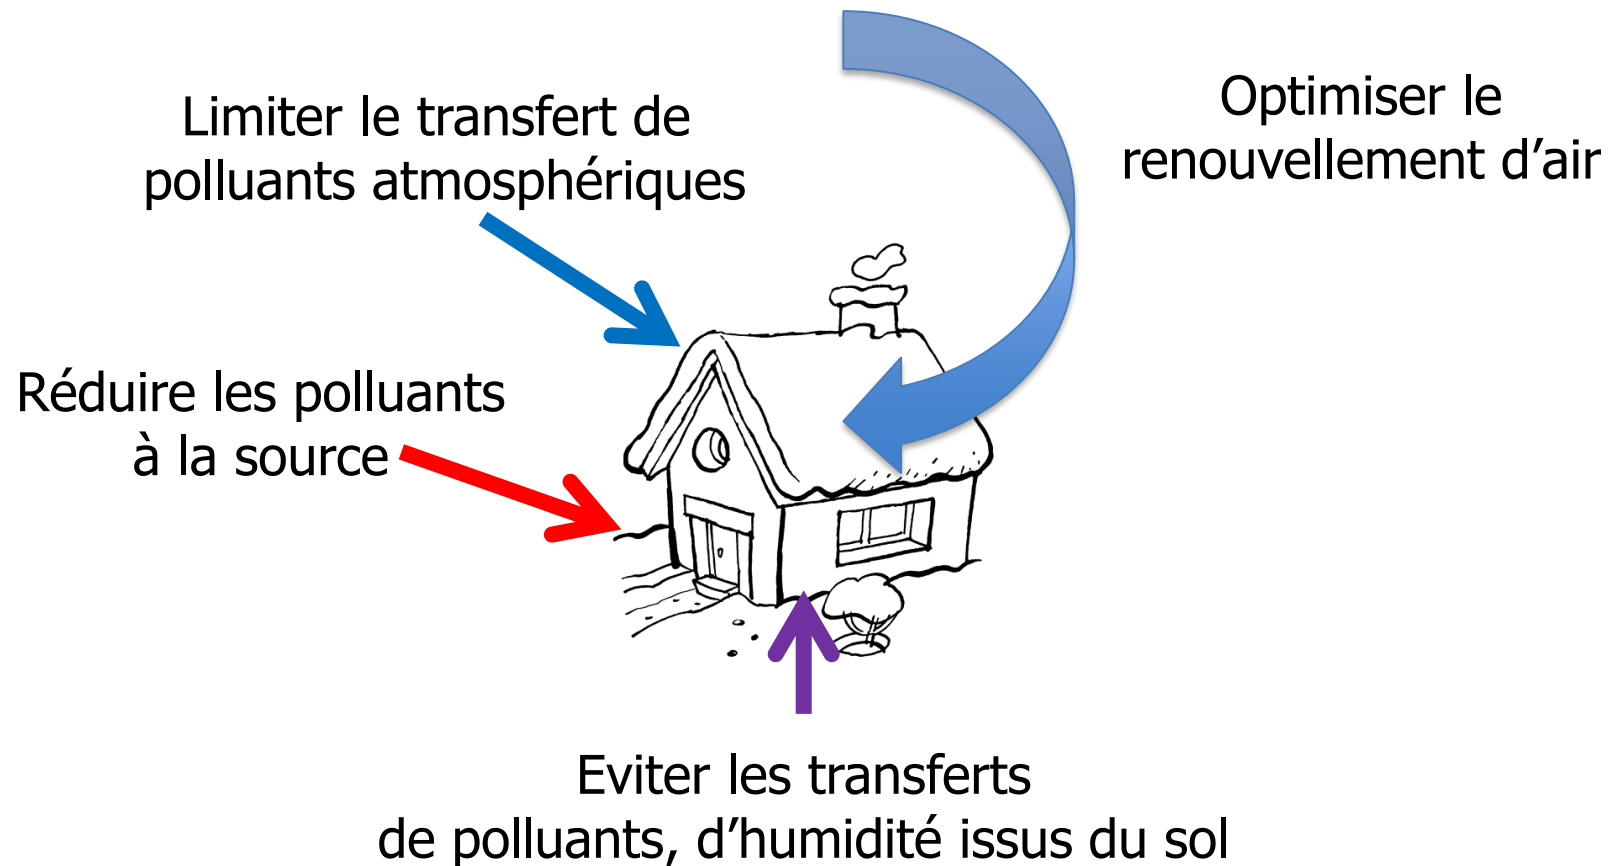 Limiter le transfert de
polluants atmosphériques
Optimiser le
renouvellement d’air
Réduire les polluants
à la source
Eviter les transferts
de polluants, d’humidité issus du sol